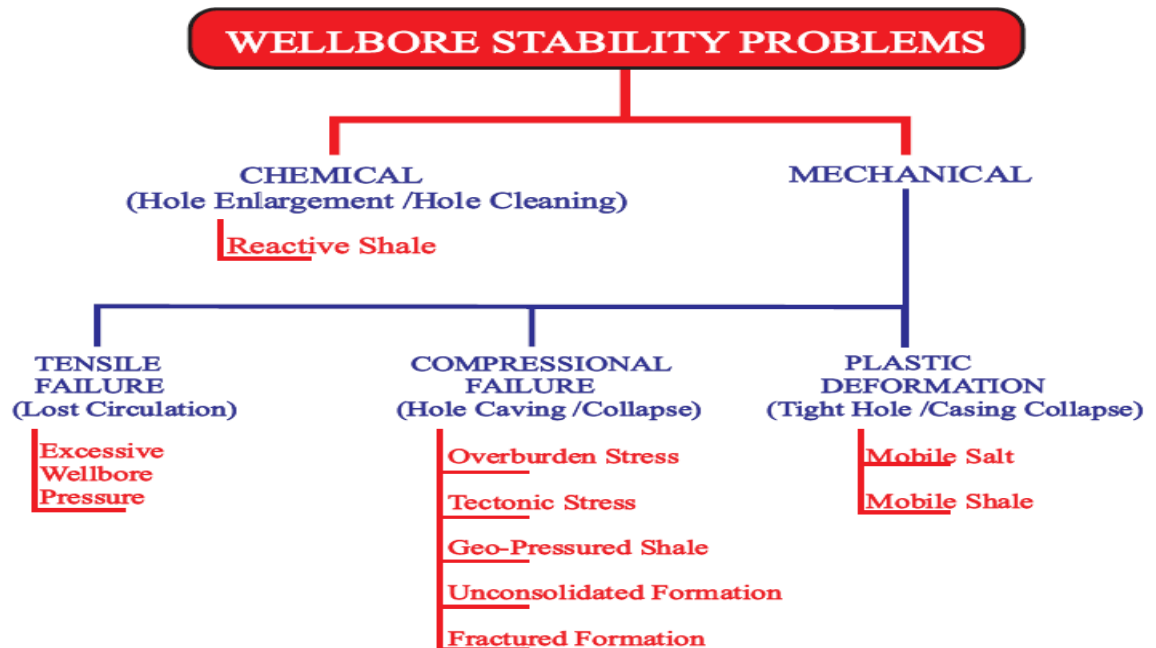 WELLBORE STABILITY PROBLEMS
CHEMICAL
(Hole Enlargement /Hole Cleaning)
Reactive Shale
MECHANICAL
TENSILE
FAILURE
(Lost Circulation)
Excessive
Wellbore
Pressure
COMPRESSIONAL
FAILURE
(Hole Caving /Collapse)
Overburden Stress
Tectonic Stress
Geo-Pressured Shale
Unconsolidated Formation
Fractured Formation
PLASTIC
DEFORMATION
(Tight Hole /Casing Collapse)
Mobile Salt
Mobile Shale